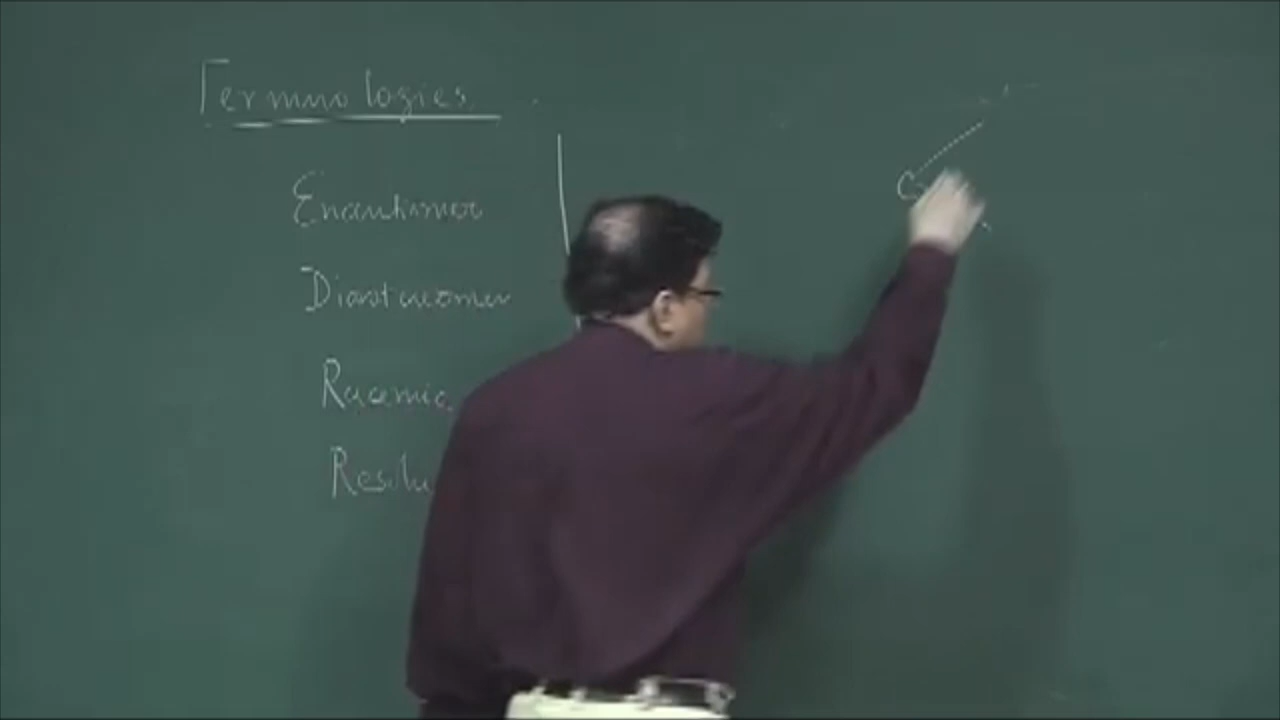 Terminologies
Enantiomer
Diastereomer
Racemic
Resolu
C